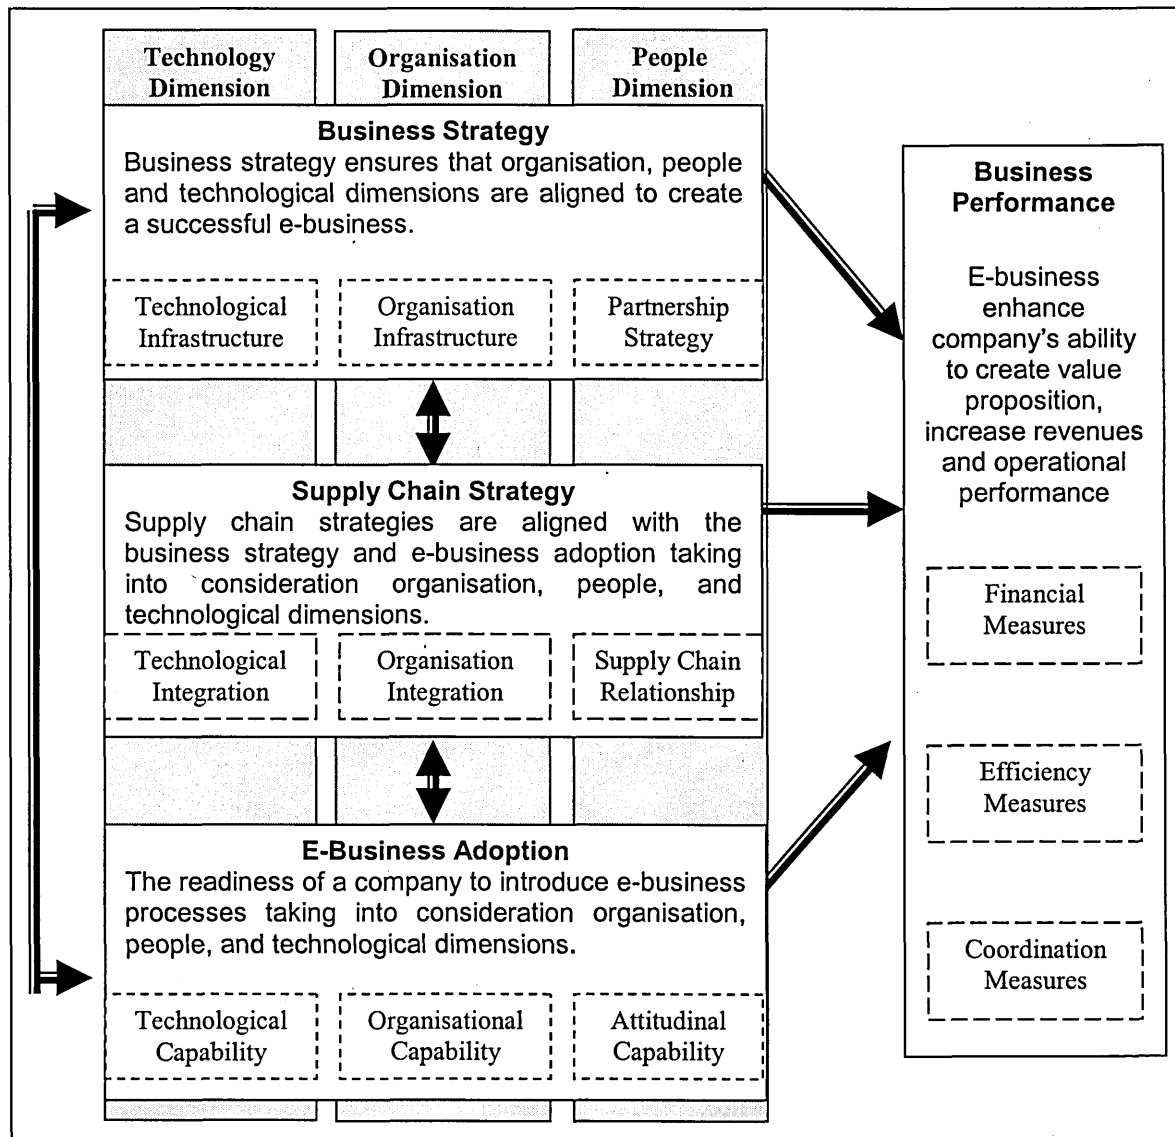 Technology
Dimension
Organisation
Dimension
People
Dimension
Business Strategy
Business strategy ensures that organisation, people
and technological dimensions are aligned to create
a successful e-business.
Technological
Infrastructure
Organisation
Infrastructure
Partnership
Strategy
Supply Chain Strategy
Supply chain strategies are aligned with the
business strategy and e-business adoption taking
into consideration organisation, people, and
technological dimensions.
Technological
Integration
Organisation
Integration
Supply Chain
Relationship
E-Business Adoption
The readiness of a company to introduce e-business
processes taking into consideration organisation,
people, and technological dimensions.
Technological
Capability
Organisational
Capability
Attitudinal
Capability
Business
Performance
E-business
enhance
company's ability
to create value
proposition,
increase revenues
and operational
performance
Financial
Measures
Efficiency
Measures
Coordination
Measures